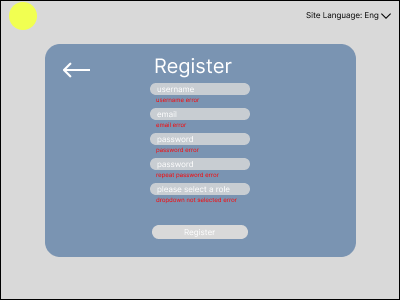 Site Language: Eng
Register
username
username error
email
email error
password
password error
password
repeat password error
please select a role
dropdown not selected error
Register